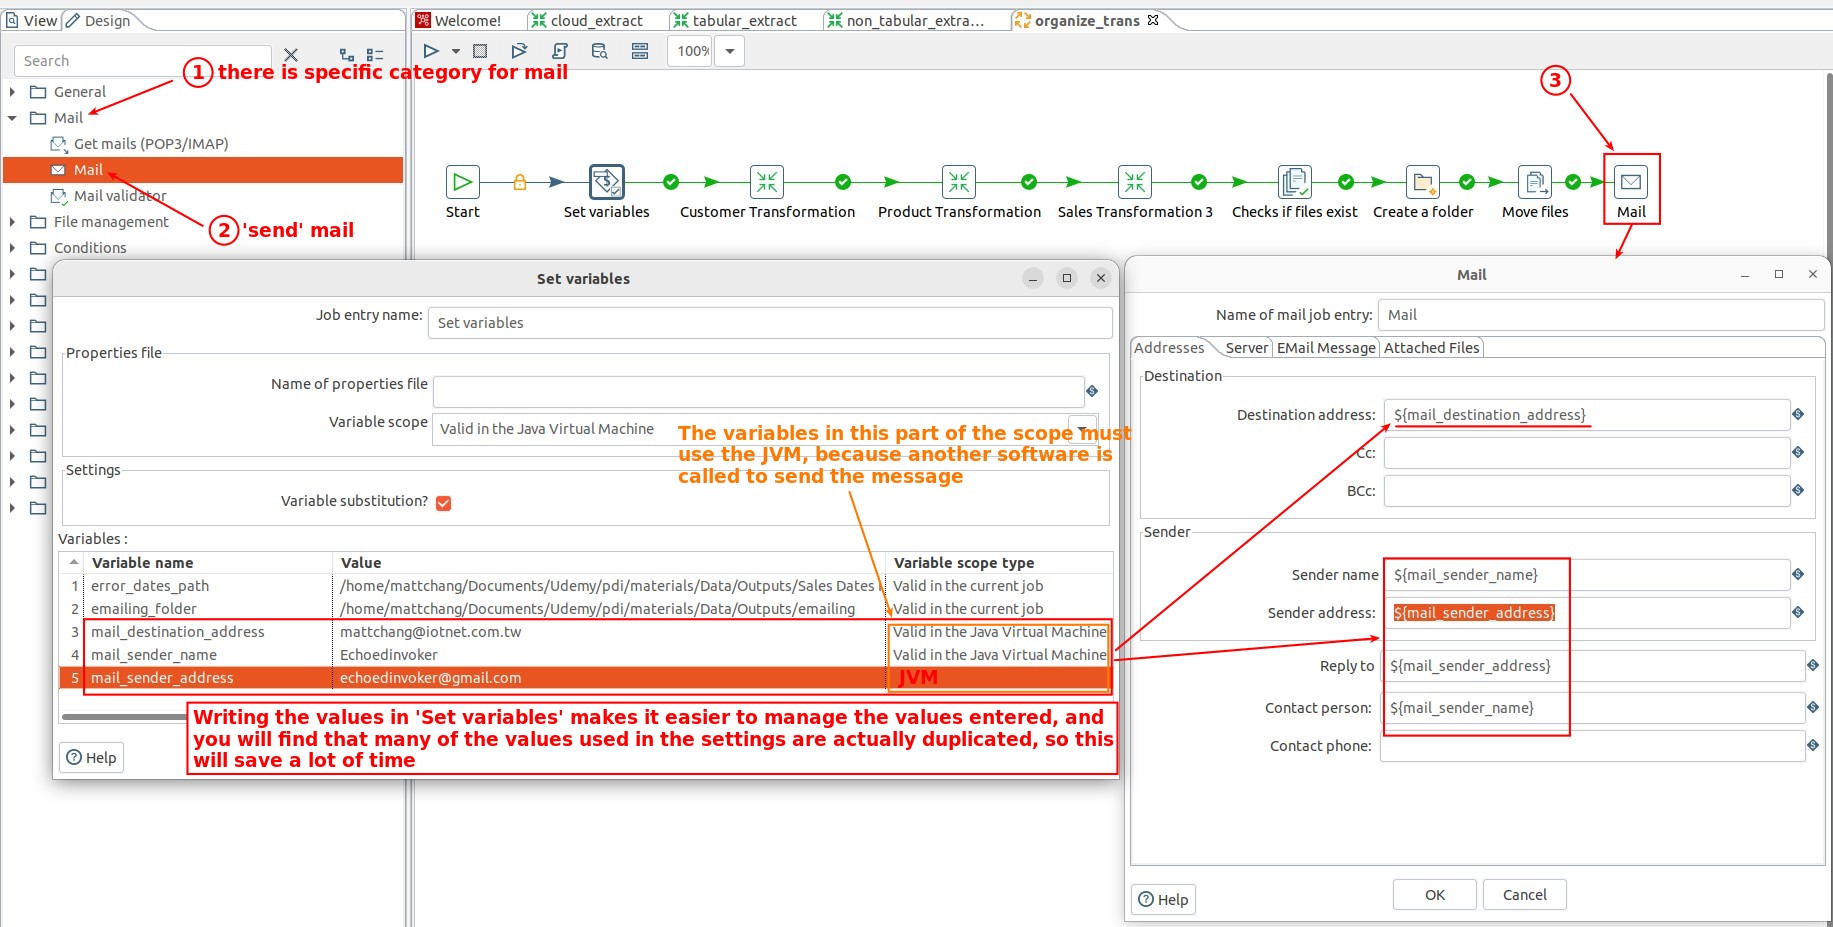 View
Design
Welcome!
cloud_extract
tabular_extract
non_tabular_extra...
organize_trans
Search
100%
1 there is specific category for mail
General
Mail
Get mails (POP3/IMAP)
Mail
Mail validator
File management
2 'send' mail
Conditions
3
Start
Set variables
Customer Transformation
Product Transformation
Sales Transformation 3
Checks if files exist
Create a folder
Move files
Mail
Set variables
Job entry name:
Set variables
Properties file
Name of properties file
Variable scope
Valid in the Java Virtual Machine
The variables in this part of the scope must
use the JVM, because another software is
called to send the message
Settings
Variable substitution?
Variables :
Variable name Value Variable scope type
1 error_dates_path /home/mattchang/Documents/Udemy/pdi/materials/Data/Outputs/Sales Dates Valid in the current job
2 emailing_folder /home/mattchang/Documents/Udemy/pdi/materials/Data/Outputs/emailing Valid in the current job
3 mail_destination_address mattchang@iotnet.com.tw Valid in the Java Virtual Machine
4 mail_sender_name Echoedinvoker Valid in the Java Virtual Machine
5 mail_sender_address echoedinvoker@gmail.com JVM
Writing the values in 'Set variables' makes it easier to manage the values entered, and
you will find that many of the values used in the settings are actually duplicated, so this
will save a lot of time
Help
Mail
Name of mail job entry:
Mail
Addresses
Server
EMail Message
Attached Files
Destination
Destination address:
${mail_destination_address}
Cc:
BCc:
Sender
Sender name
${mail_sender_name}
Sender address:
${mail_sender_address}
Reply to
${mail_sender_address}
Contact person:
${mail_sender_name}
Contact phone:
Help
OK
Cancel